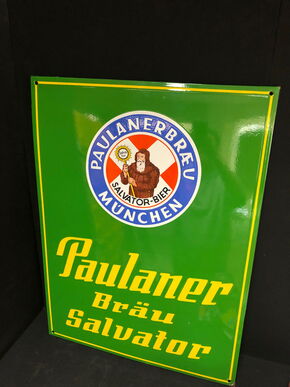 PAULANERBRÆU
SALVATOR-BIER
MÜNCHEN
Paulaner
Bräu
Salvator